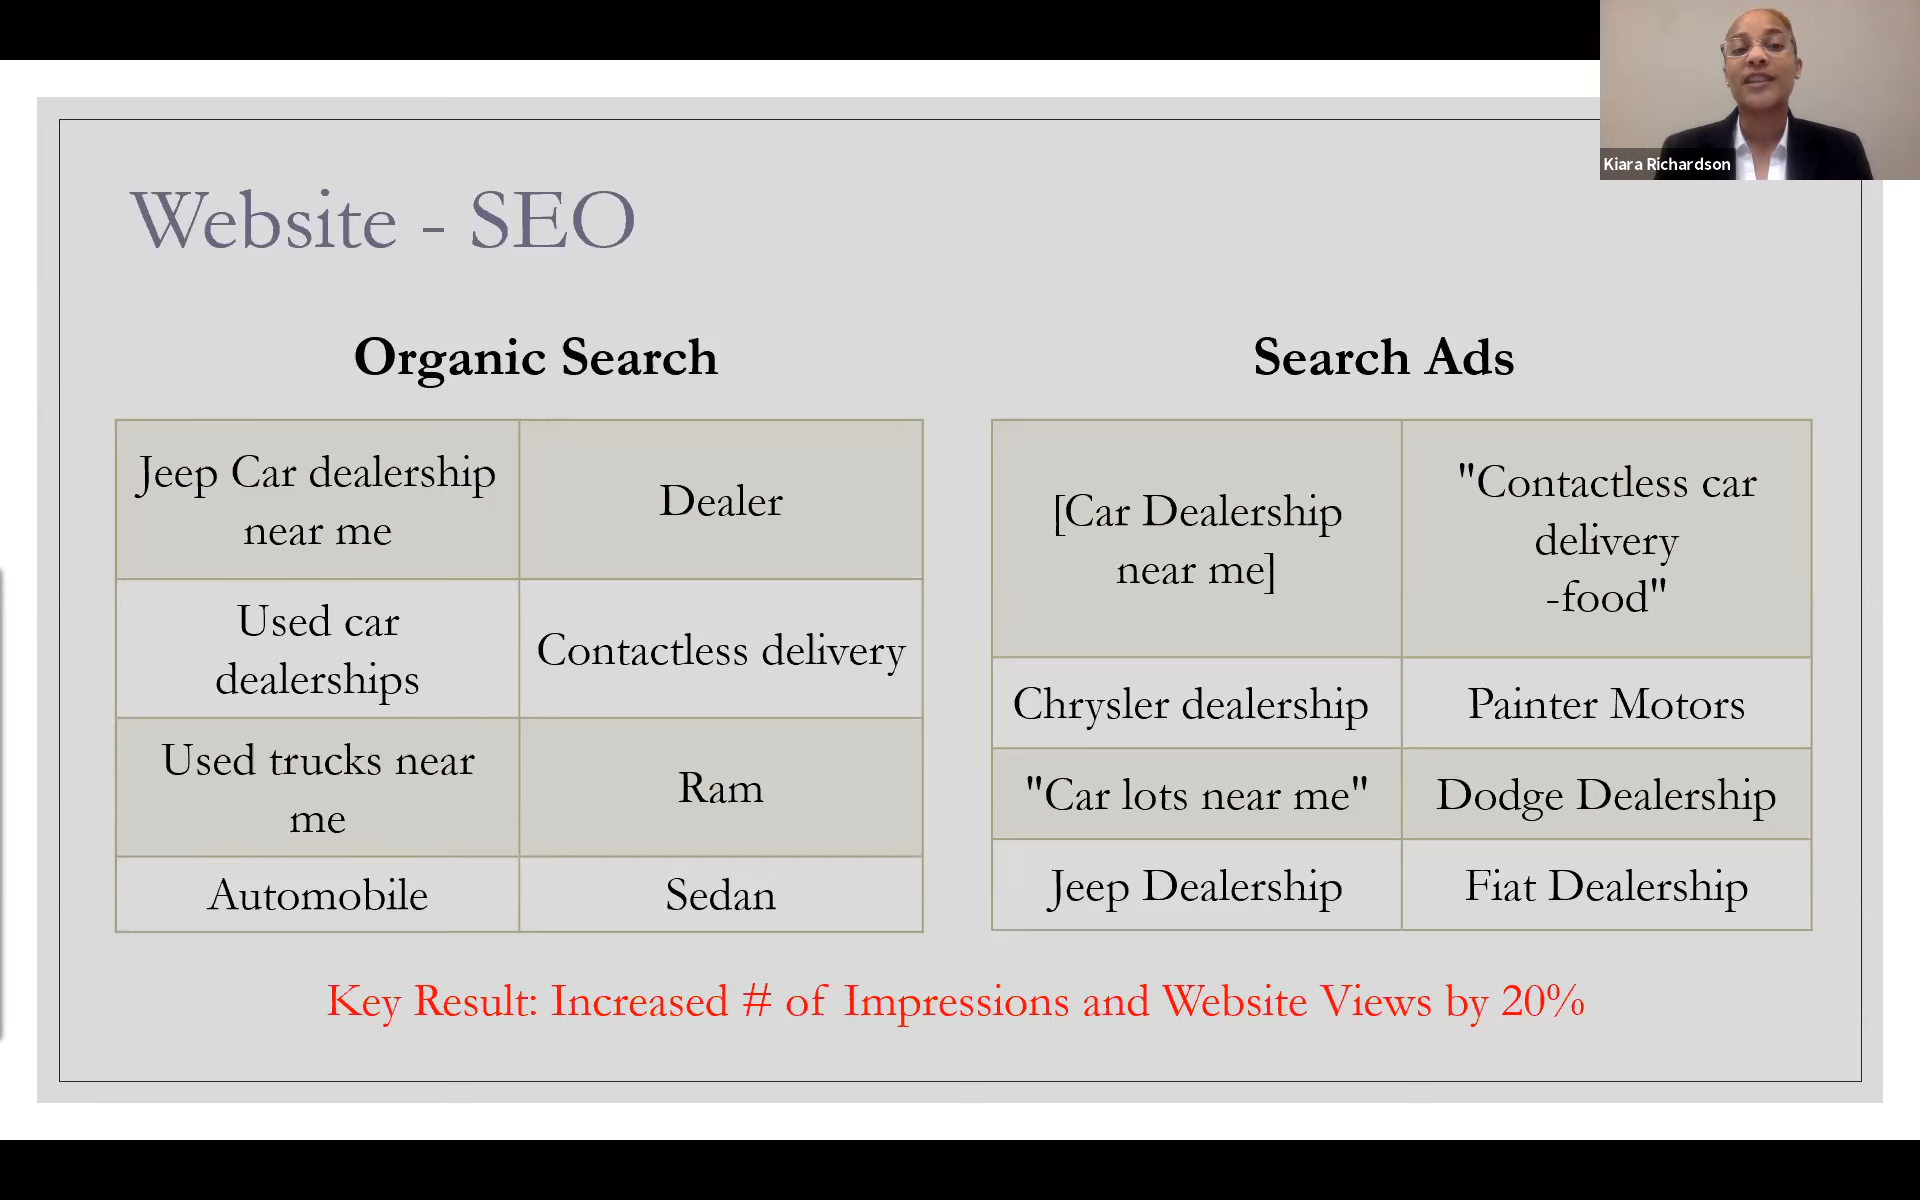 Kiara Richardson
Website - SEO
Organic Search
Jeep Car dealership
near me
Dealer
Used car
dealerships
Contactless delivery
Used trucks near
me
Ram
Automobile
Sedan
Search Ads
[Car Dealership
near me]
"Contactless car
delivery
-food"
Chrysler dealership
Painter Motors
"Car lots near me"
Dodge Dealership
Jeep Dealership
Fiat Dealership
Key Result: Increased # of Impressions and Website Views by 20%